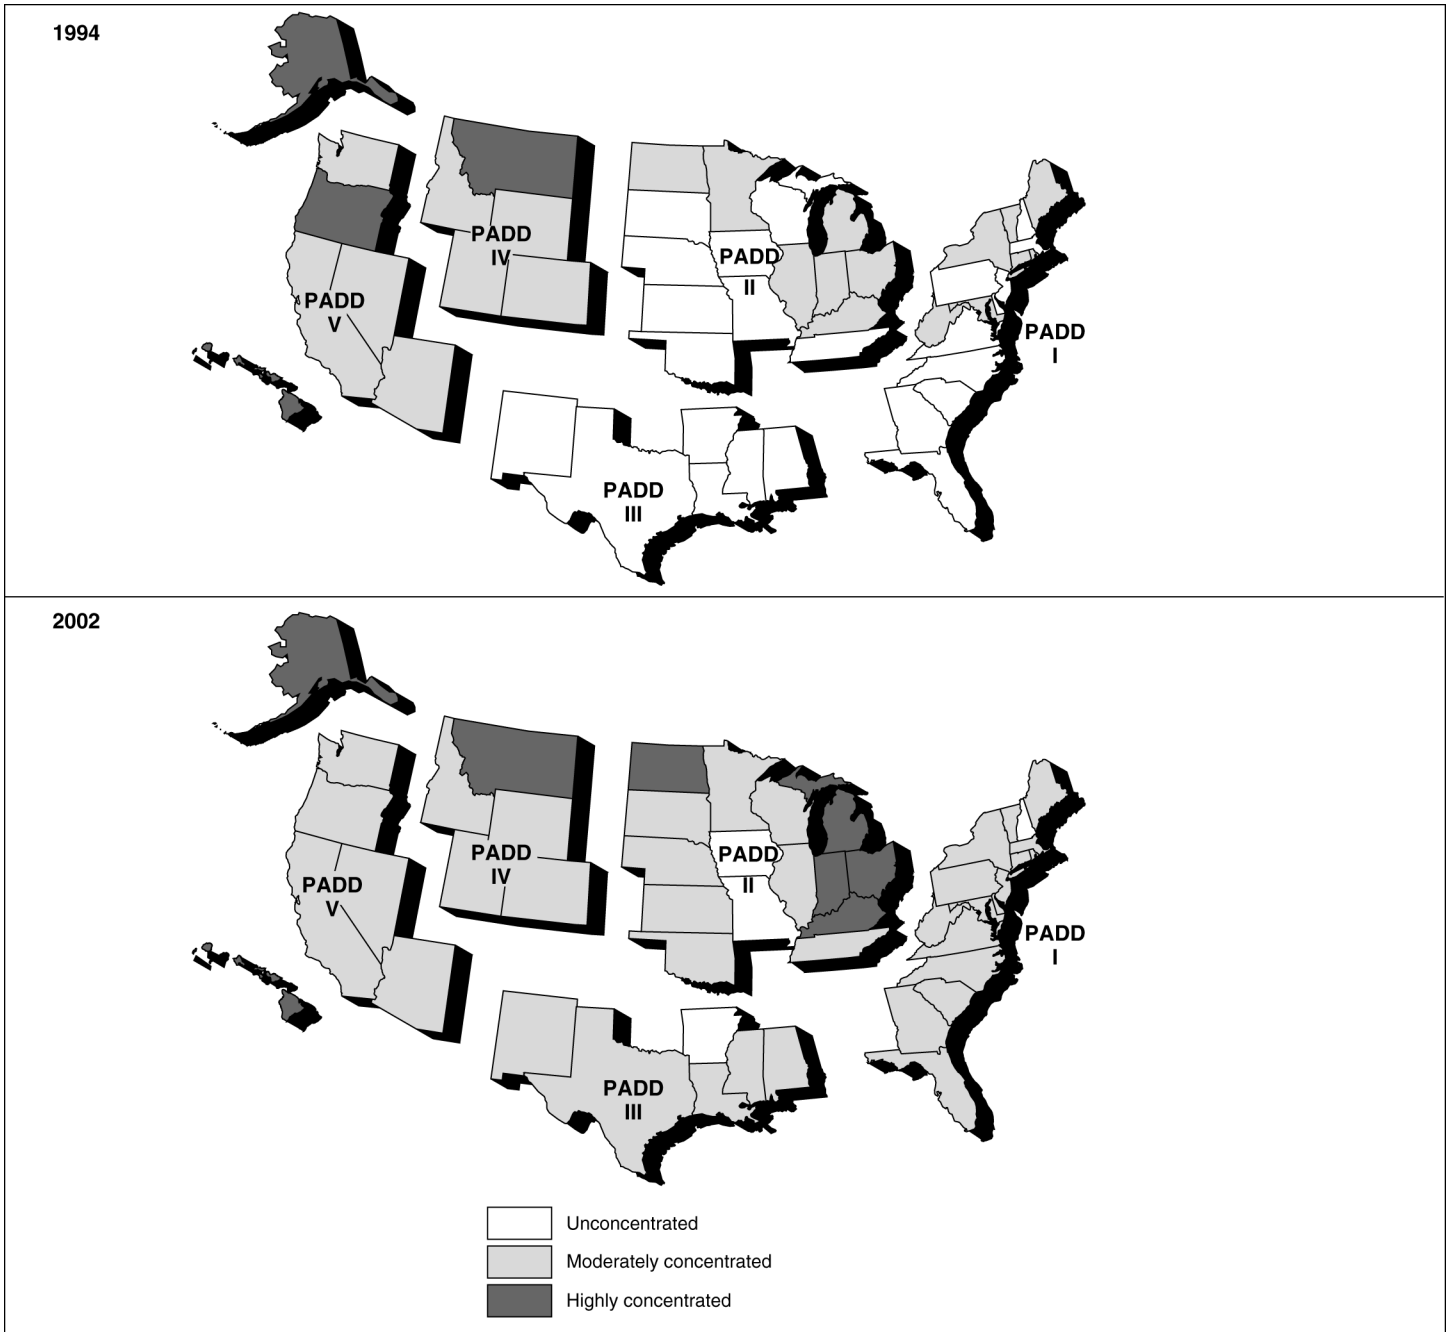 1994
PADD
IV
PADD
II
PADD
V
PADD
I
PADD
III
2002
PADD
IV
PADD
II
PADD
V
PADD
I
PADD
III
Unconcentrated
Moderately concentrated
Highly concentrated